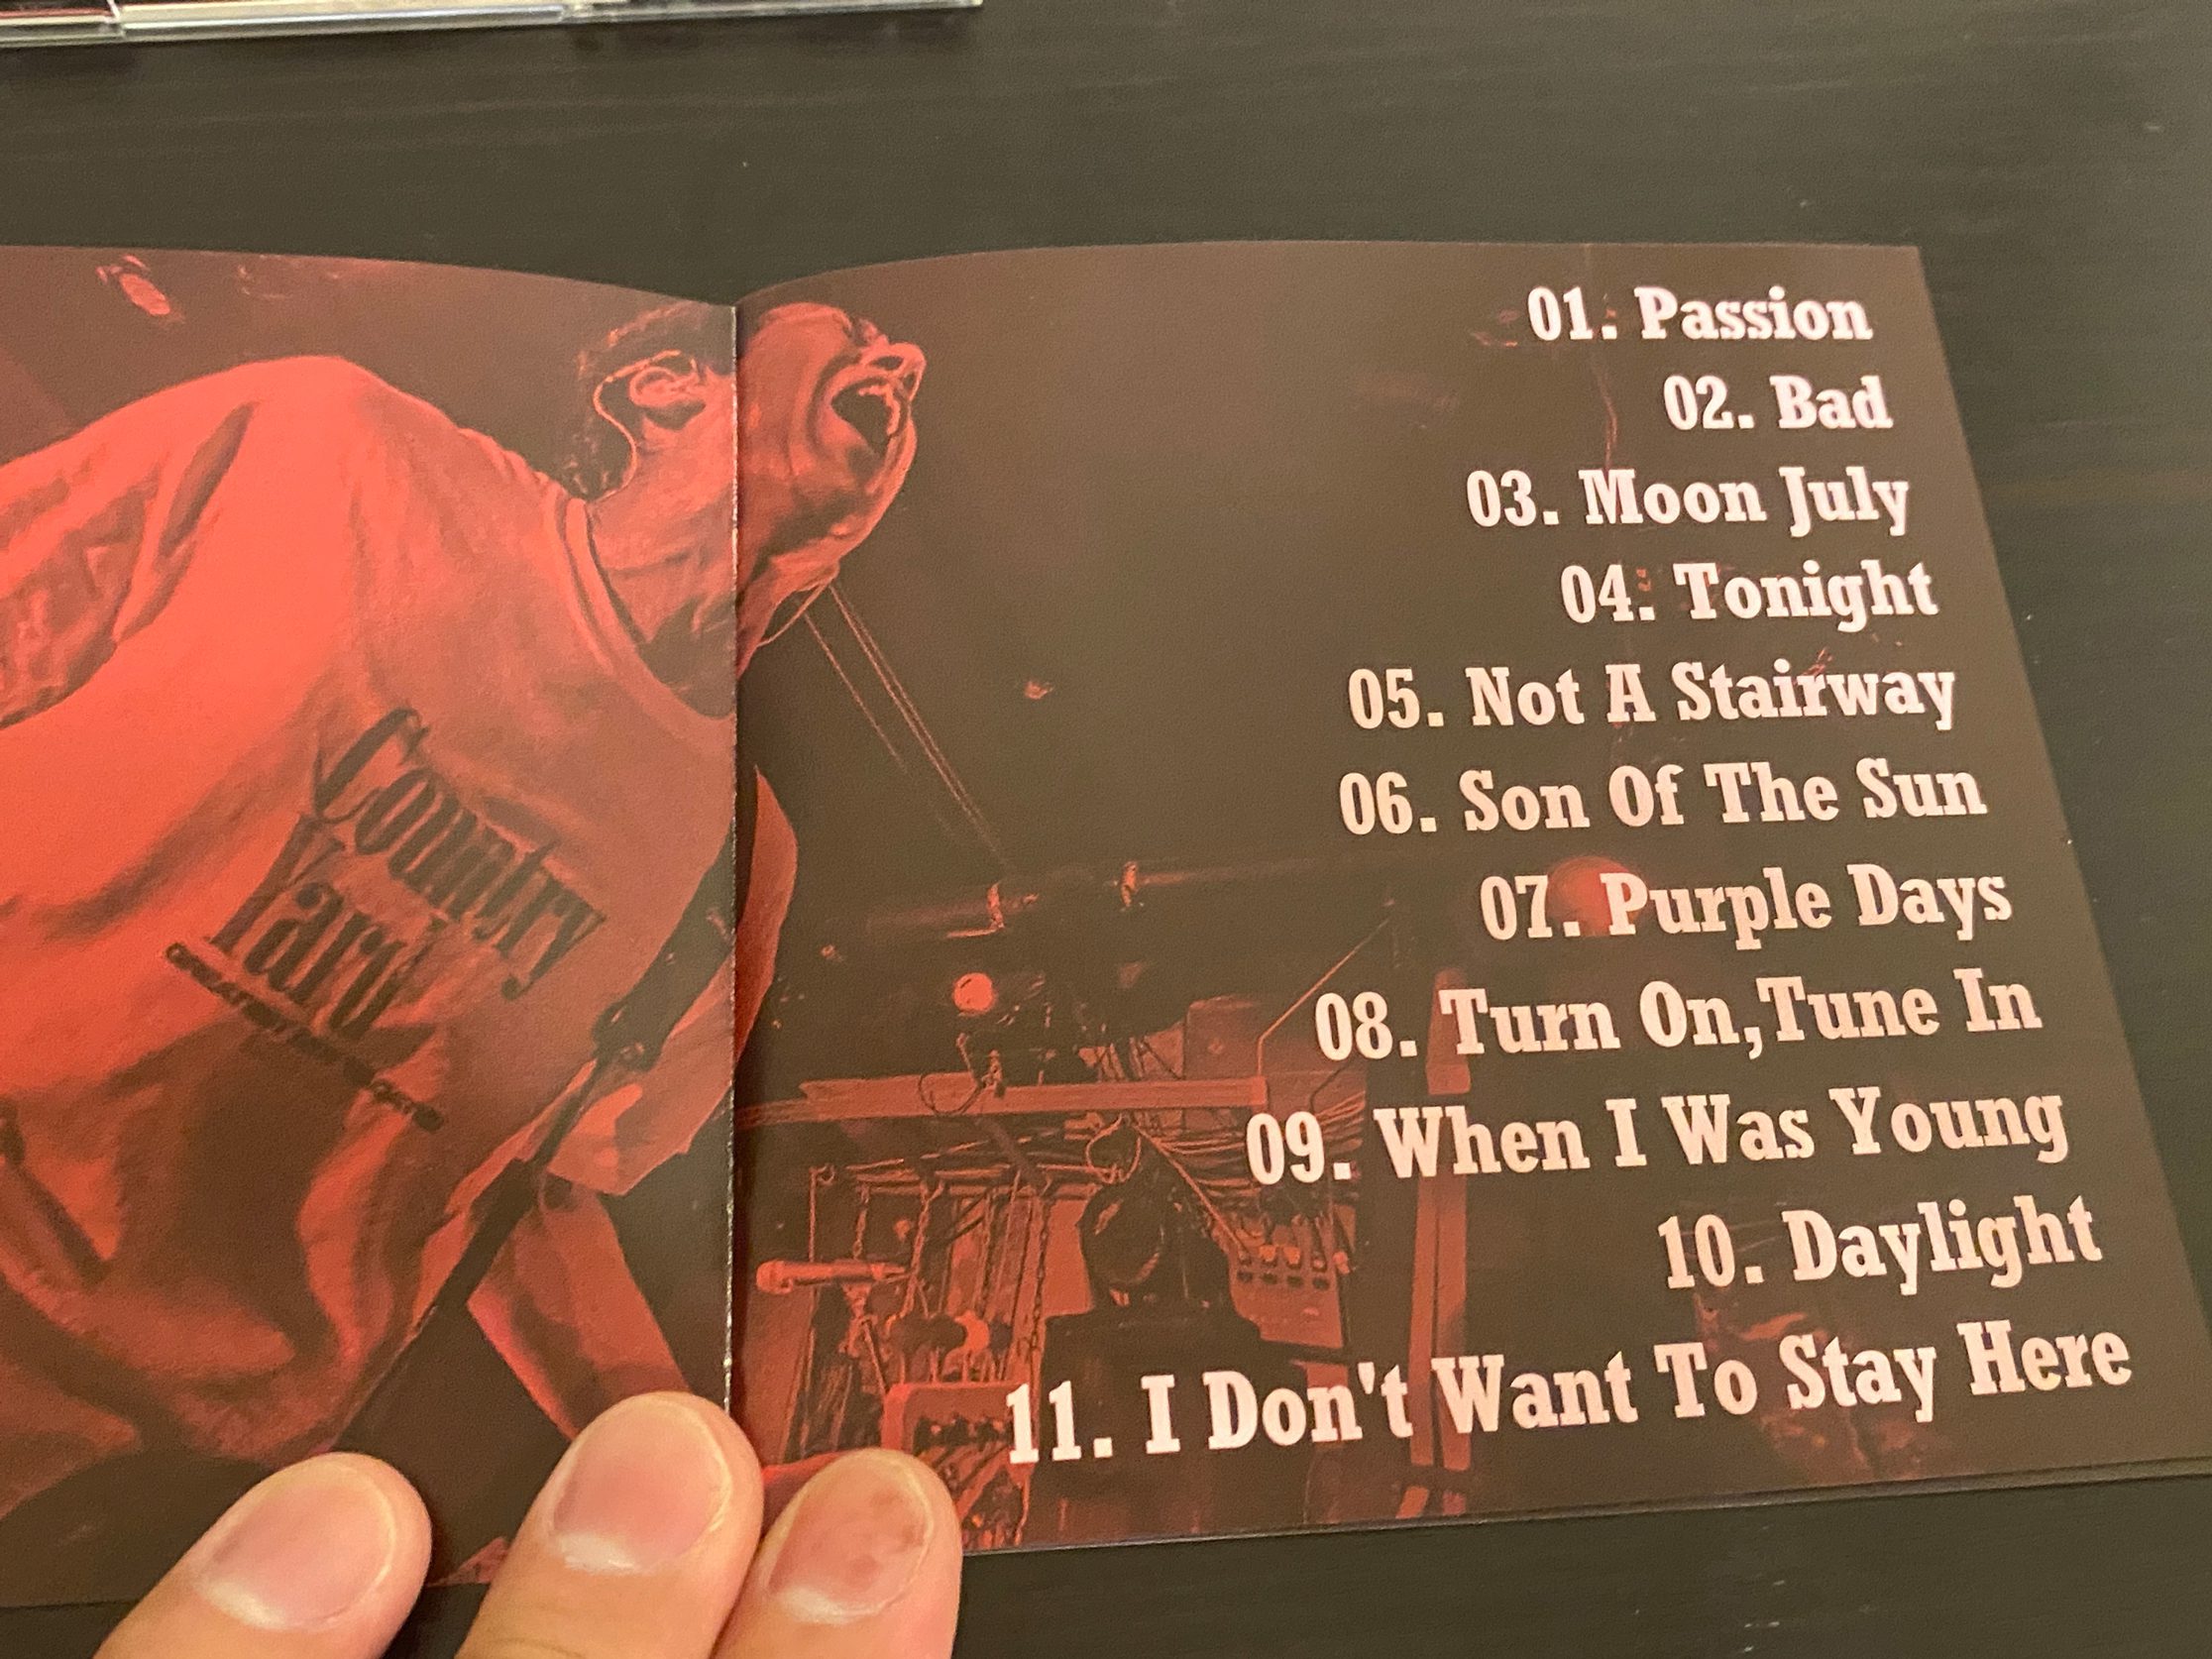 Country
Yard
01. Passion
02. Bad
03. Moon July
04. Tonight
05. Not A Stairway
06. Son Of The Sun
07. Purple Days
08. Turn On,Tune In
09. When I Was Young
10. Daylight
11. I Don't Want To Stay Here